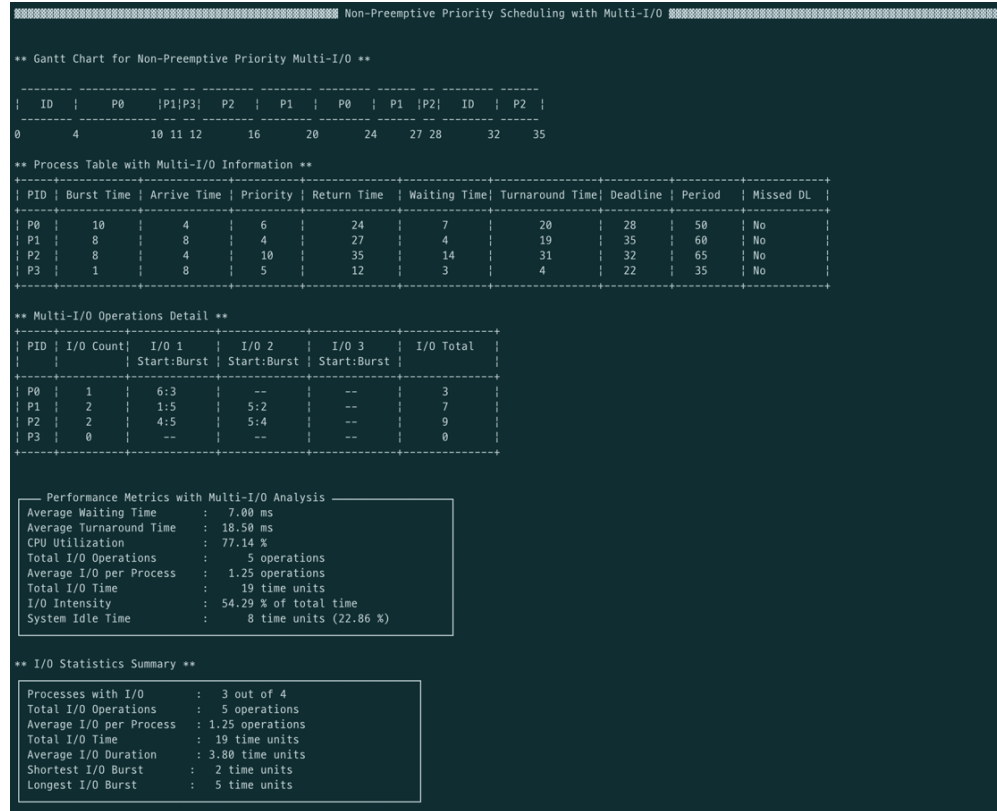 Non-Preemptive Priority Scheduling with Multi-I/O
** Gantt Chart for Non-Preemptive Priority Multi-I/O **
-------- ------------ -- -- -------- -------- -------- ------ -- -------- ------
¦ ID ¦ P0 ¦P1¦P3¦ P2 ¦ P1 ¦ P0 ¦ P1 ¦P2¦ ID ¦ P2 ¦
-------- ------------ -- -- -------- -------- -------- ------ -- -------- ------
0 4 10 11 12 16 20 24 27 28 32 35
** Process Table with Multi-I/O Information **
+-----+------------+-------------+----------+--------------+-------------+----------------+----------+----------+------------+
¦ PID ¦ Burst Time ¦ Arrive Time ¦ Priority ¦ Return Time ¦ Waiting Time¦ Turnaround Time¦ Deadline ¦ Period ¦ Missed DL ¦
+-----+------------+-------------+----------+--------------+-------------+----------------+----------+----------+------------+
¦ P0 ¦ 10 ¦ 4 ¦ 6 ¦ 24 ¦ 7 ¦ 20 ¦ 28 ¦ 50 ¦ No ¦
¦ P1 ¦ 8 ¦ 8 ¦ 4 ¦ 27 ¦ 4 ¦ 19 ¦ 35 ¦ 60 ¦ No ¦
¦ P2 ¦ 8 ¦ 4 ¦ 10 ¦ 35 ¦ 14 ¦ 31 ¦ 32 ¦ 65 ¦ No ¦
¦ P3 ¦ 1 ¦ 8 ¦ 5 ¦ 12 ¦ 3 ¦ 4 ¦ 22 ¦ 35 ¦ No ¦
+-----+------------+-------------+----------+--------------+-------------+----------------+----------+----------+------------+
** Multi-I/O Operations Detail **
+-----+----------+-------------+-------------+-------------+--------------+
¦ PID ¦ I/O Count¦ I/O 1 ¦ I/O 2 ¦ I/O 3 ¦ I/O Total ¦
¦ ¦ ¦ Start:Burst ¦ Start:Burst ¦ Start:Burst ¦ ¦
+-----+----------+-------------+-------------+-------------+--------------+
¦ P0 ¦ 1 ¦ 6:3 ¦ -- ¦ -- ¦ 3 ¦
¦ P1 ¦ 2 ¦ 1:5 ¦ 5:2 ¦ -- ¦ 7 ¦
¦ P2 ¦ 2 ¦ 4:5 ¦ 5:4 ¦ -- ¦ 9 ¦
¦ P3 ¦ 0 ¦ -- ¦ -- ¦ -- ¦ 0 ¦
+-----+----------+-------------+-------------+-------------+--------------+
Performance Metrics with Multi-I/O Analysis
Average Waiting Time : 7.00 ms
Average Turnaround Time : 18.50 ms
CPU Utilization : 77.14 %
Total I/O Operations : 5 operations
Average I/O per Process : 1.25 operations
Total I/O Time : 19 time units
I/O Intensity : 54.29 % of total time
System Idle Time : 8 time units (22.86 %)
** I/O Statistics Summary **
Processes with I/O : 3 out of 4
Total I/O Operations : 5 operations
Average I/O per Process : 1.25 operations
Total I/O Time : 19 time units
Average I/O Duration : 3.80 time units
Shortest I/O Burst : 2 time units
Longest I/O Burst : 5 time units